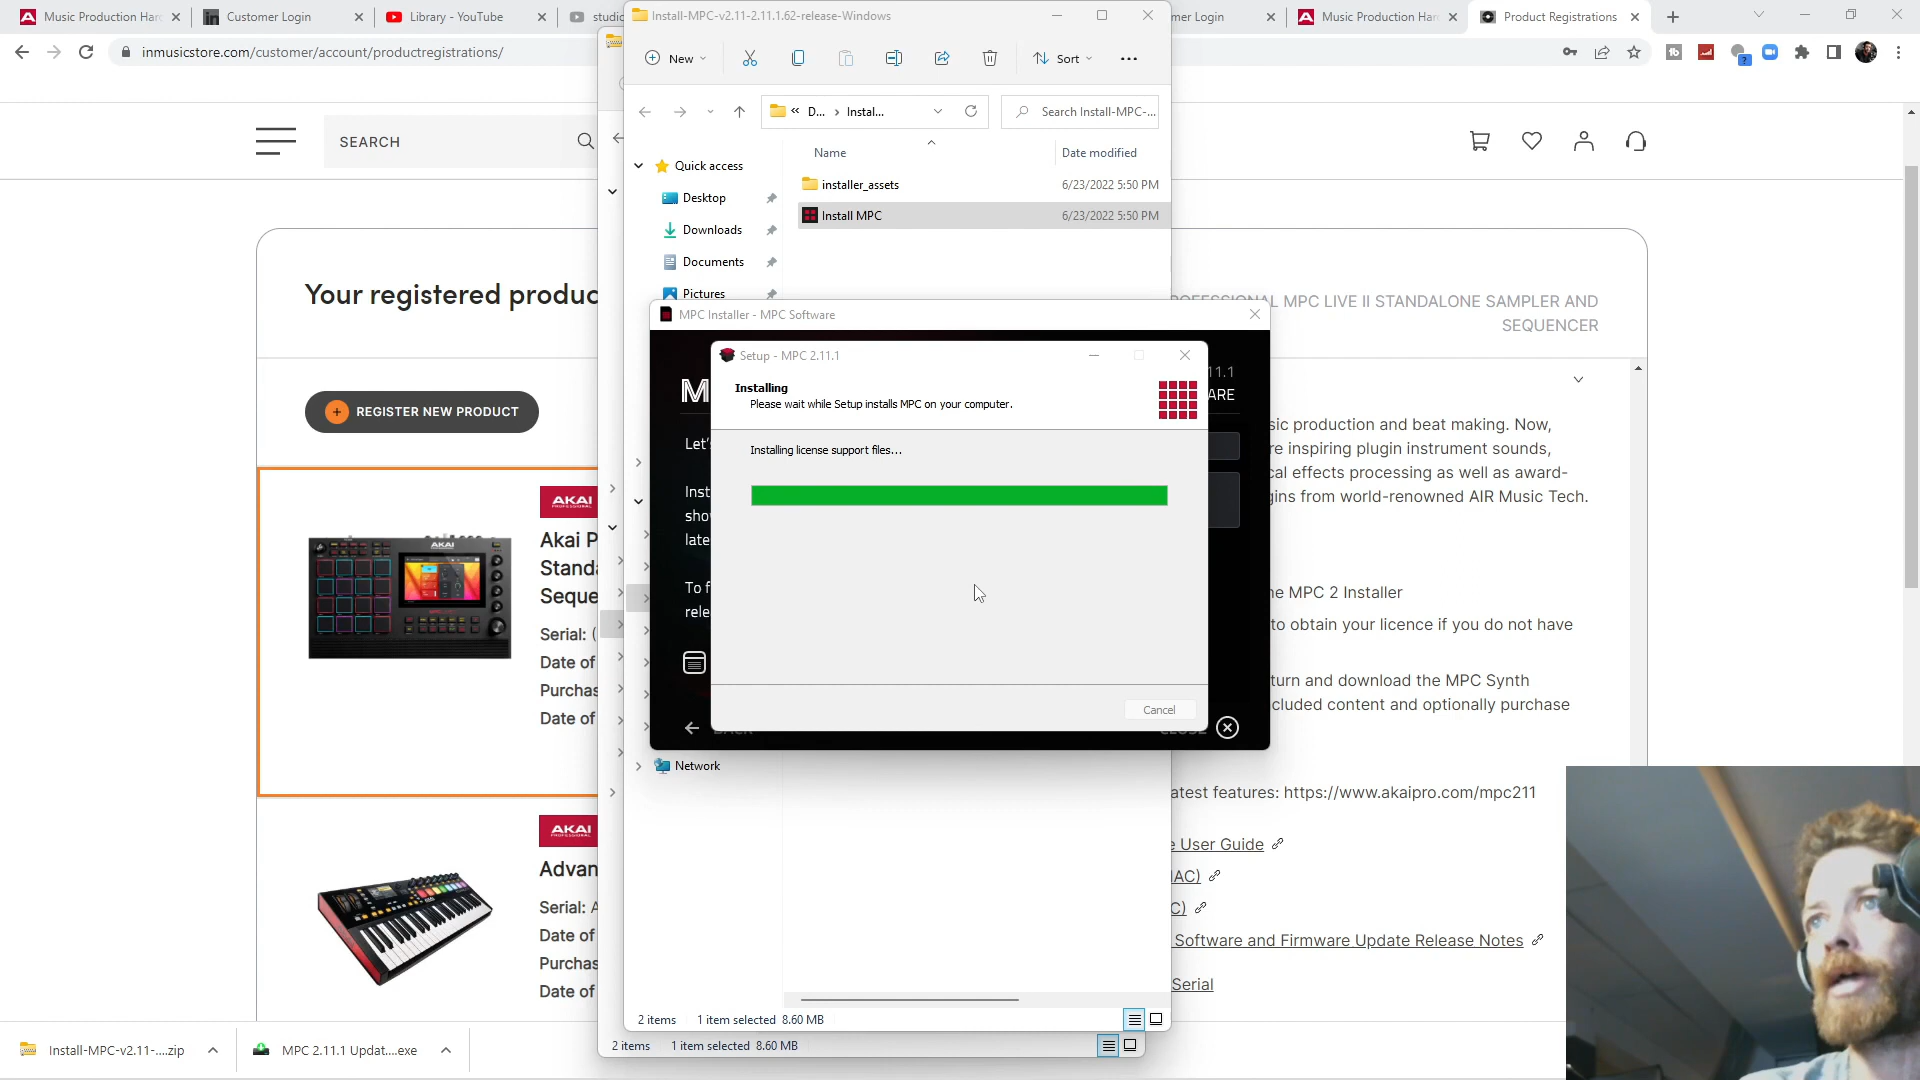 Music Production Har
Customer Login
Library - YouTube
studio
Install-MPC-v2.11-2.11.1.62-release-Windows
mer Login
Music Production Har
Product Registrations
inmusicstore.com/customer/account/productregistrations/
New
Sort
D...
Instal...
Search Install-MPC-...
SEARCH
Name
Date modified
Quick access
installer_assets
6/23/2022 5:50 PM
Desktop
Install MPC
6/23/2022 5:50 PM
Downloads
Documents
Pictures
Your registered produc
OFESSIONAL MPC LIVE II STANDALONE SAMPLER AND
SEQUENCER
MPC Installer - MPC Software
Setup - MPC 2.11.1
11.1
M
ARE
Installing
Please wait while Setup installs MPC on your computer.
REGISTER NEW PRODUCT
Let's
Installing license support files...
sic production and beat making. Now,
re inspiring plugin instrument sounds,
cal effects processing as well as award-
gins from world-renowned AIR Music Tech.
Inst
sho
late
AKAI
PROFESSIONAL
Akai P
Standa
Seque
To f
rele
ne MPC 2 Installer
to obtain your licence if you do not have
Serial: (
Date of
Purchas
Date of
turn and download the MPC Synth
cluded content and optionally purchase
Cancel
BACK
CLOSE
Network
atest features: https://www.akaipro.com/mpc211
AKAI
PROFESSIONAL
Advan
e User Guide
IAC)
C)
Serial: A
Date of
Purchas
Date of
Software and Firmware Update Release Notes
Serial
2 items
1 item selected 8.60 MB
2 items
1 item selected 8.60 MB
Install-MPC-v2.11-....zip
MPC 2.11.1 Updat....exe